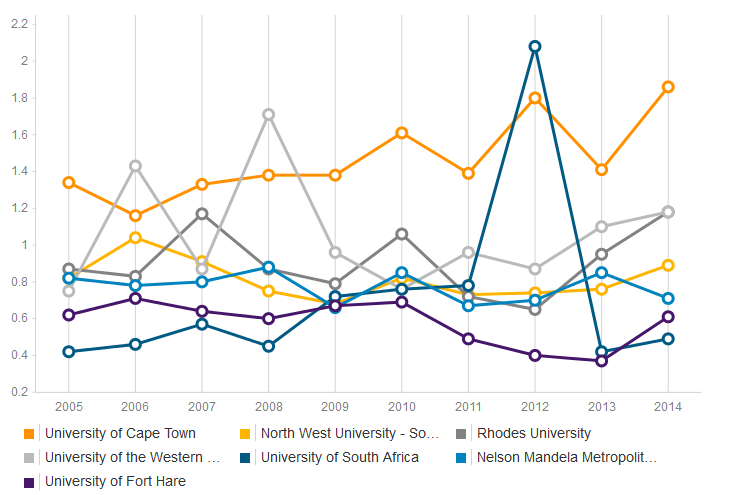 2.2
2
1.8
1.6
1.4
1.2
1
0.8
0.6
0.4
0.2
2005 2006 2007 2008 2009 2010 2011 2012 2013 2014
University of Cape Town North West University - So... Rhodes University
University of the Western ... University of South Africa Nelson Mandela Metropolit...
University of Fort Hare